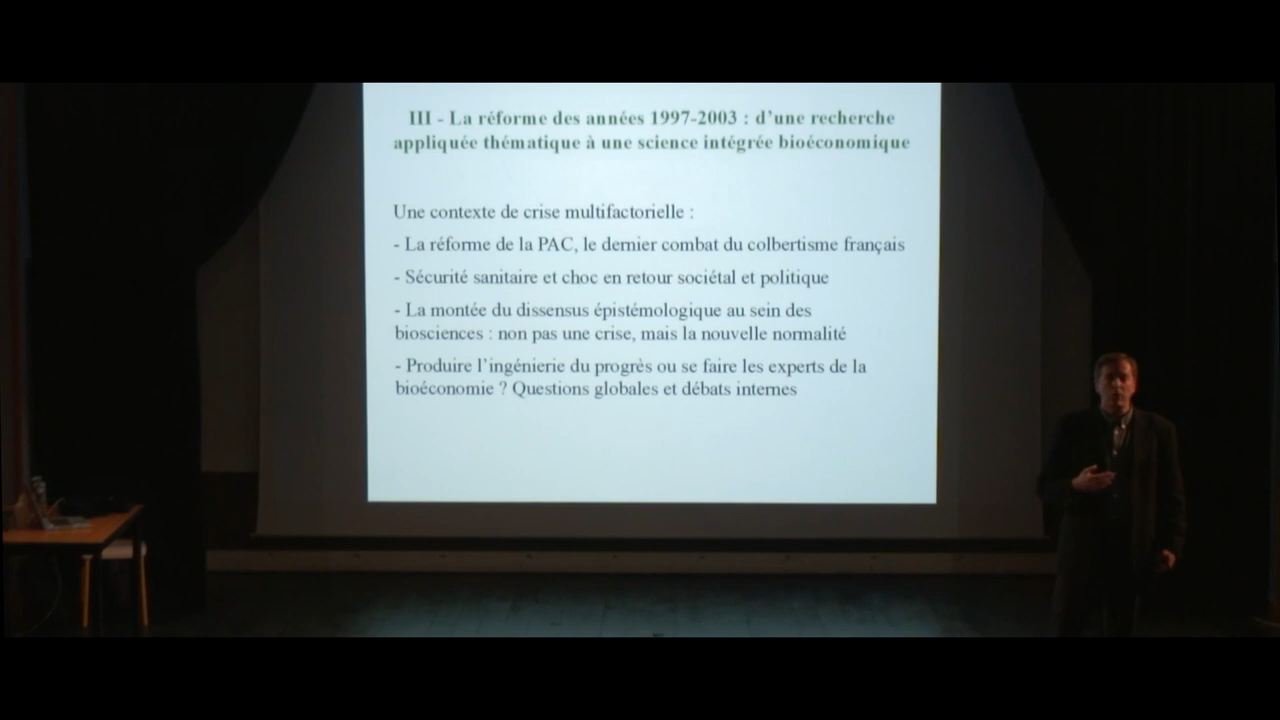 III - La réforme des années 1997-2003 : d'une recherche
appliquée thématique à une science intégrée bioéconomique
Une contexte de crise multifactorielle :
- La réforme de la PAC, le dernier combat du colbertisme français
- Sécurité sanitaire et choc en retour sociétal et politique
- La montée du dissensus épistémologique au sein des
biosciences : non pas une crise, mais la nouvelle normalité
- Produire l'ingénierie du progrès ou se faire les experts de la
bioéconomie ? Questions globales et débats internes